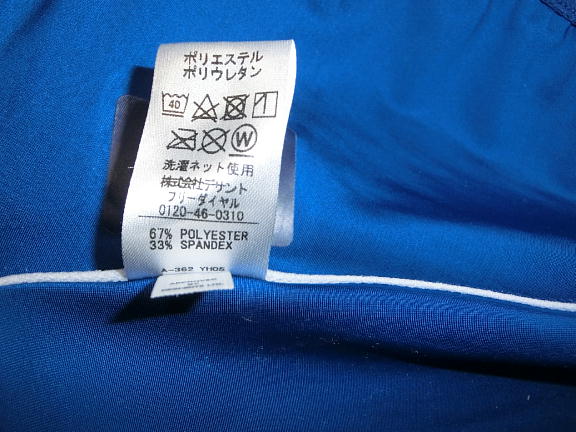 ポリエステル
ポリウレタン
40
W
洗濯ネット使用
株式会社デサント
フリーダイヤル
0120-46-0310
67% POLYESTER
33% SPANDEX
A-362 YH05